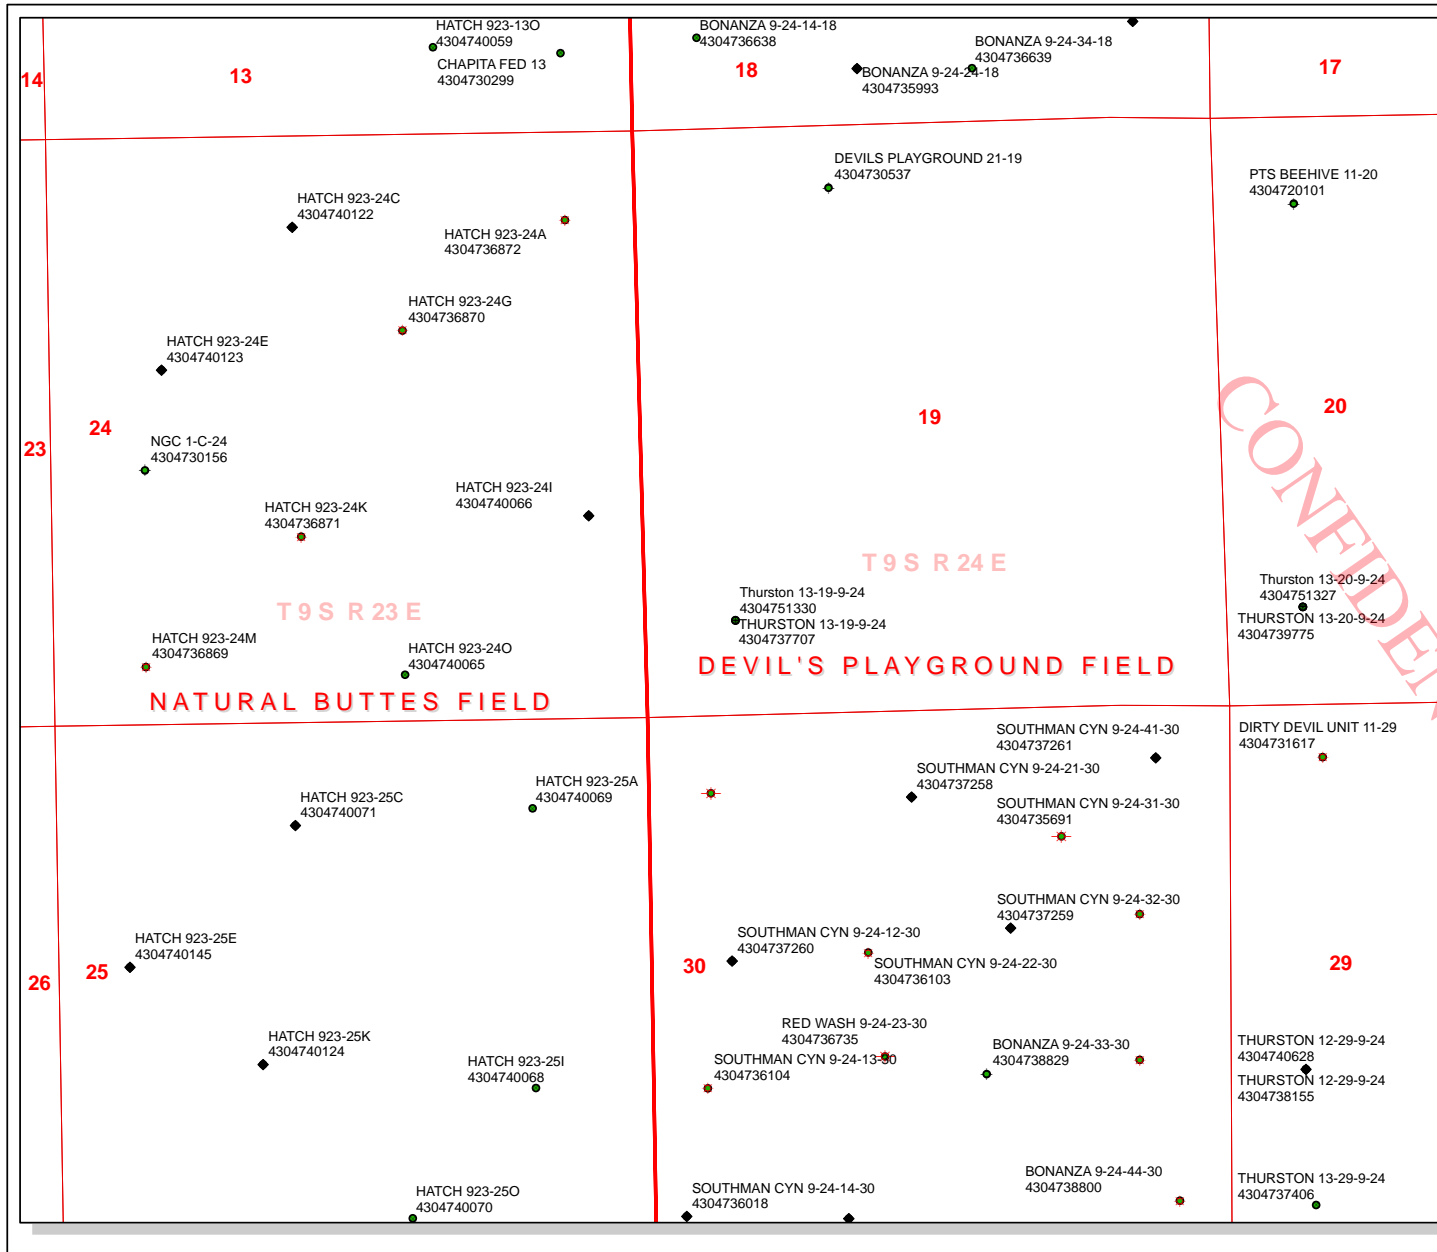 HATCH 923-13O
4304740059
CHAPITA FED 13
4304730299
BONANZA 9-24-14-18
4304736638
BONANZA 9-24-34-18
4304736639
BONANZA 9-24-24-18
4304735993
14
13
18
17
DEVILS PLAYGROUND 21-19
4304730537
PTS BEEHIVE 11-20
4304720101
HATCH 923-24C
4304740122
HATCH 923-24A
4304736872
HATCH 923-24G
4304736870
HATCH 923-24E
4304740123
24
23
19
20
NGC 1-C-24
4304730156
HATCH 923-24I
4304740066
HATCH 923-24K
4304736871
T 9 S R 24 E
T 9 S R 23 E
Thurston 13-19-9-24
4304751330
THURSTON 13-19-9-24
4304737707
Thurston 13-20-9-24
4304751327
THURSTON 13-20-9-24
4304739775
CONFIDEN
HATCH 923-24M
4304736869
HATCH 923-24O
4304740065
DEVIL'S PLAYGROUND FIELD
NATURAL BUTTES FIELD
SOUTHMAN CYN 9-24-41-30
4304737261
DIRTY DEVIL UNIT 11-29
4304731617
SOUTHMAN CYN 9-24-21-30
4304737258
HATCH 923-25A
4304740069
HATCH 923-25C
4304740071
SOUTHMAN CYN 9-24-31-30
4304735691
SOUTHMAN CYN 9-24-32-30
4304737259
SOUTHMAN CYN 9-24-12-30
4304737260
SOUTHMAN CYN 9-24-22-30
4304736103
HATCH 923-25E
4304740145
26
25
30
29
RED WASH 9-24-23-30
4304736735
HATCH 923-25K
4304740124
HATCH 923-25I
4304740068
SOUTHMAN CYN 9-24-13-30
4304736104
BONANZA 9-24-33-30
4304738829
THURSTON 12-29-9-24
4304740628
THURSTON 12-29-9-24
4304738155
BONANZA 9-24-44-30
4304738800
THURSTON 13-29-9-24
4304737406
HATCH 923-25O
4304740070
SOUTHMAN CYN 9-24-14-30
4304736018